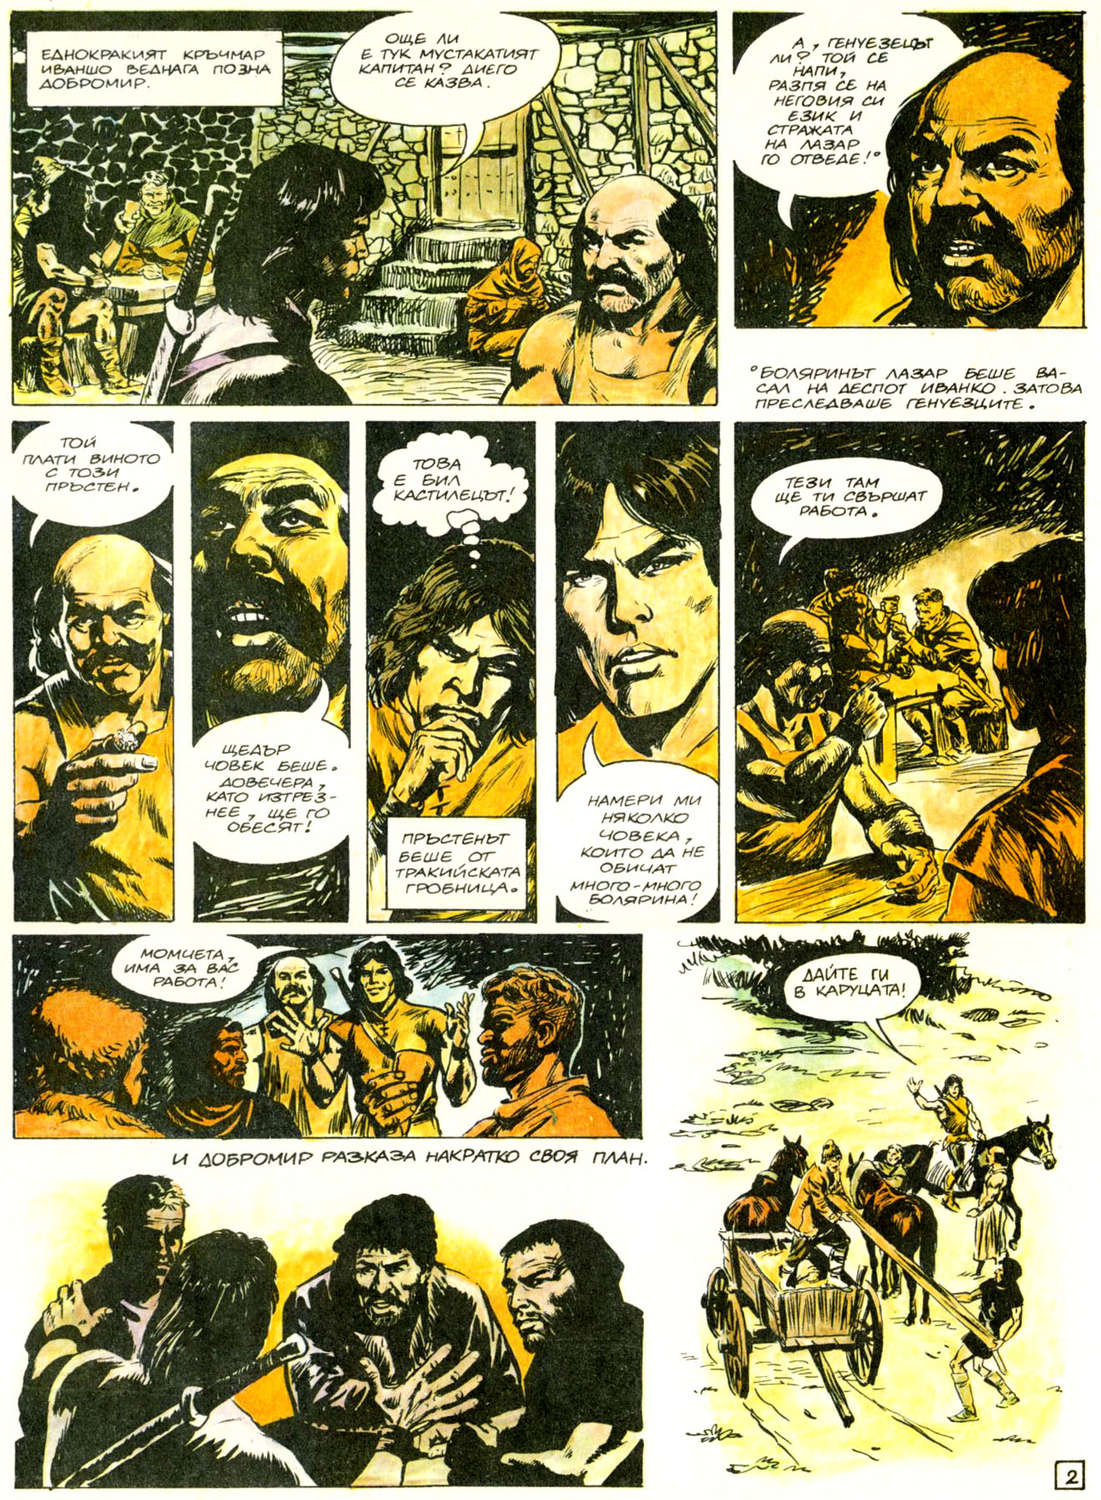 ЕДНОКРАКИЯТ КРЪЧМАР
ИВАНШО ВЕДНАГА ПОЗНА
ДОБРОМИР.
ОЩЕ ЛИ
Е ТУК МУСТАКАТИЯТ
КАПИТАН? ДИЕГО
СЕ КАЗВА.
А, ГЕНУЕЗЕЦЪТ
ЛИ? ТОЙ СЕ
НАПИ,
РАЗПЯ СЕ НА
НЕГОВИЯ СИ
ЕЗИК И
СТРАЖАТА
НА ЛАЗАР
ГО ОТВЕДЕ!°
°БОЛЯРИНЪТ ЛАЗАР БЕШЕ ВА-
САЛ НА ДЕСПОТ ИВАНКО. ЗАТОВА
ПРЕСЛЕДВАШЕ ГЕНУЕЗЦИТЕ.
ТОЙ
ПЛАТИ ВИНОТО
С ТОЗИ
ПРЪСТЕН.
ЩЕДЪР
ЧОВЕК БЕШЕ.
ДОВЕЧЕРА,
КАТО ИЗТРЕЗ-
НЕЕ, ЩЕ ГО
ОБЕСЯТ!
ТОВА
Е БИЛ
КАСТИЛЕЦЪТ!
ПРЪСТЕНЪТ
БЕШЕ ОТ
ТРАКИЙСКАТА
ГРОБНИЦА.
НАМЕРИ МИ
НЯКОЛКО
ЧОВЕКА,
КОИТО ДА НЕ
ОБИЧАТ
МНОГО-МНОГО
БОЛЯРИНА!
ТЕЗИ ТАМ
ЩЕ ТИ СВЪРШАТ
РАБОТА.
МОМЧЕТА,
ИМА ЗА ВАС
РАБОТА!
И ДОБРОМИР РАЗКАЗА НАКРАТКО СВОЯ ПЛАН.
ДАЙТЕ ГИ
В КАРУЦАТА!
2